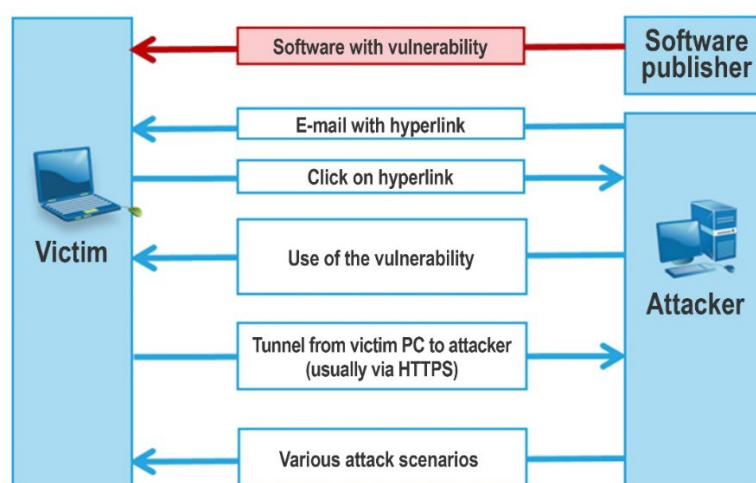 Software with vulnerability
Software
publisher
E-mail with hyperlink
Click on hyperlink
Victim
Use of the vulnerability
Attacker
Tunnel from victim PC to attacker
(usually via HTTPS)
Various attack scenarios